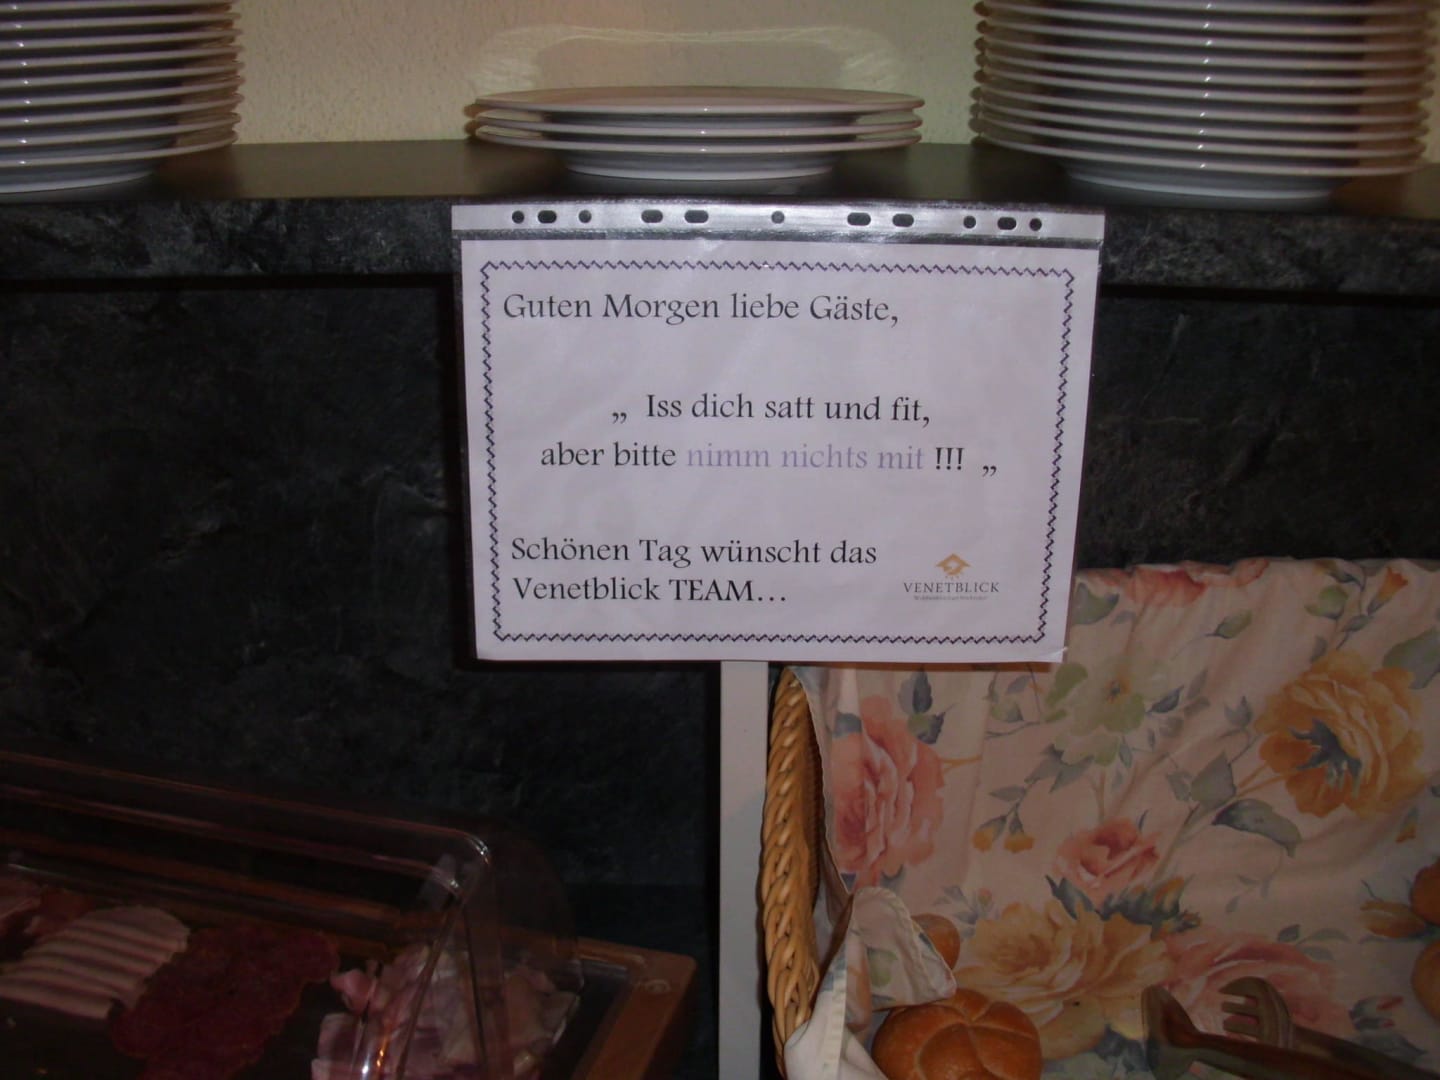 Guten Morgen liebe Gäste,
„ Iss dich satt und fit,
aber bitte nimm nichts mit !!! „
Schönen Tag wünscht das
Venetblick TEAM...
VENETBLICK